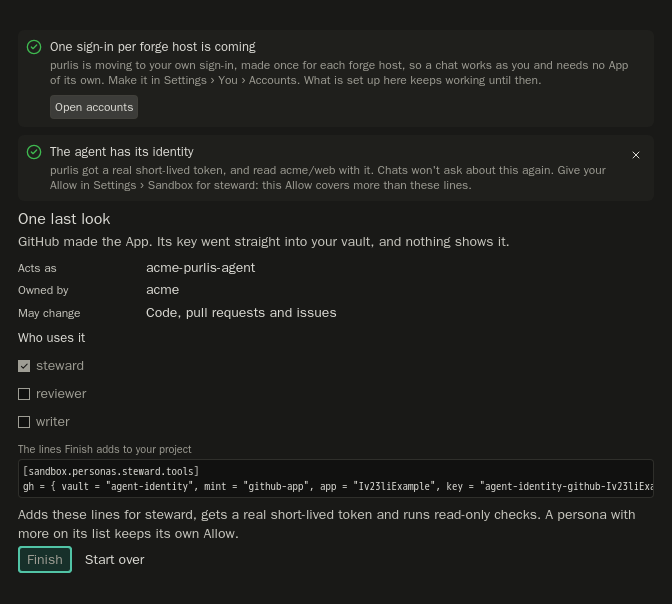 One sign-in per forge host is coming
purlis is moving to your own sign-in, made once for each forge host, so a chat works as you and needs no App
of its own. Make it in Settings › You › Accounts. What is set up here keeps working until then.
Open accounts
The agent has its identity
purlis got a real short-lived token, and read acme/web with it. Chats won't ask about this again. Give your
Allow in Settings › Sandbox for steward: this Allow covers more than these lines.
One last look
GitHub made the App. Its key went straight into your vault, and nothing shows it.
Acts as acme-purlis-agent
Owned by acme
May change Code, pull requests and issues
Who uses it
steward
reviewer
writer
The lines Finish adds to your project
[sandbox.personas.steward.tools]
gh = { vault = "agent-identity", mint = "github-app", app = "Iv23liExample", key = "agent-identity-github-Iv23liExa
Adds these lines for steward, gets a real short-lived token and runs read-only checks. A persona with
more on its list keeps its own Allow.
Finish Start over